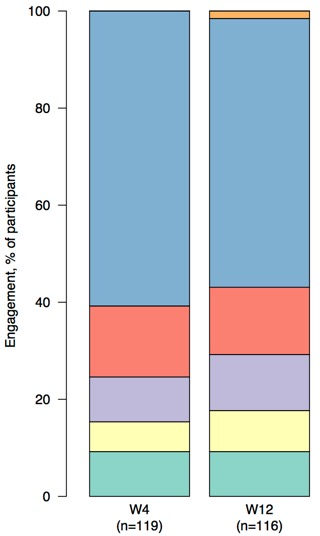 100
80
60
40
20
0
Engagement, % of participants
W4
(n=119)
W12
(n=116)